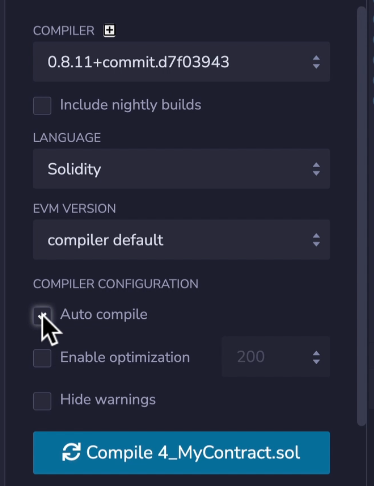 COMPILER
0.8.11+commit.d7f03943
Include nightly builds
LANGUAGE
Solidity
EVM VERSION
compiler default
COMPILER CONFIGURATION
Auto compile
Enable optimization 200
Hide warnings
Compile 4_MyContract.sol